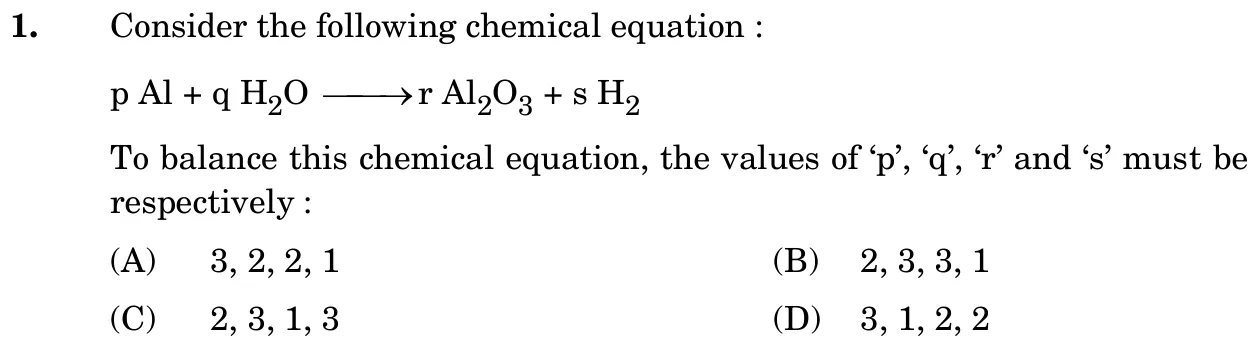 1. Consider the following chemical equation :
p Al + q H₂O ⟶ r Al₂O₃ + s H₂
To balance this chemical equation, the values of ‘p’, ‘q’, ‘r’ and ‘s’ must be
respectively :
(A) 3, 2, 2, 1 (B) 2, 3, 3, 1
(C) 2, 3, 1, 3 (D) 3, 1, 2, 2